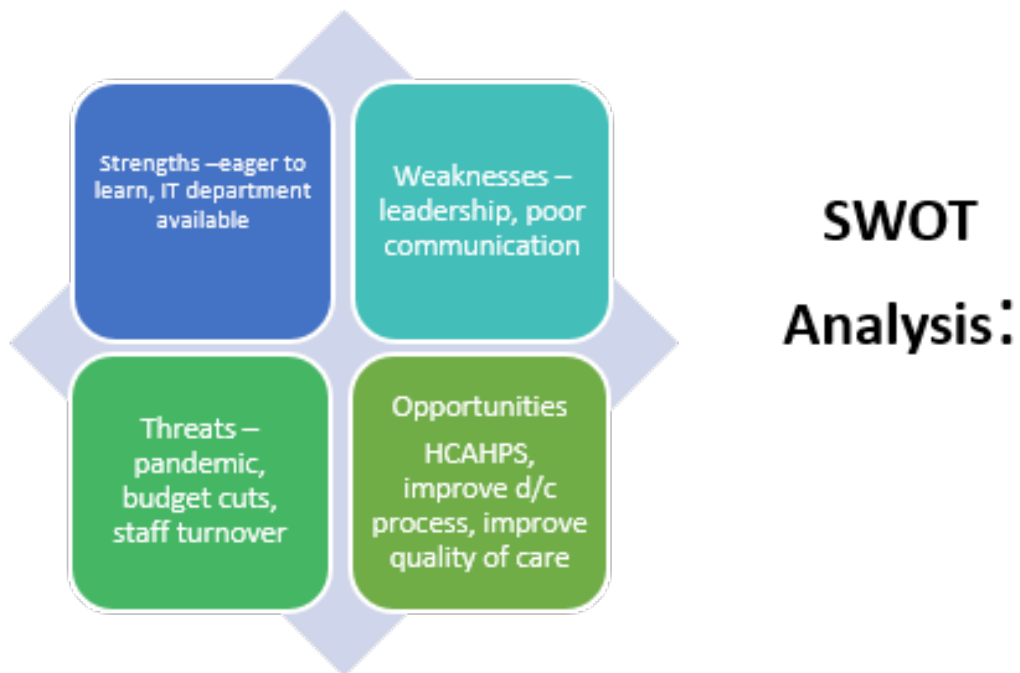 Strengths –eager to
learn, IT department
available
Weaknesses –
leadership, poor
communication
Threats –
pandemic,
budget cuts,
staff turnover
Opportunities
HCAHPS,
improve d/c
process, improve
quality of care
SWOT
Analysis: